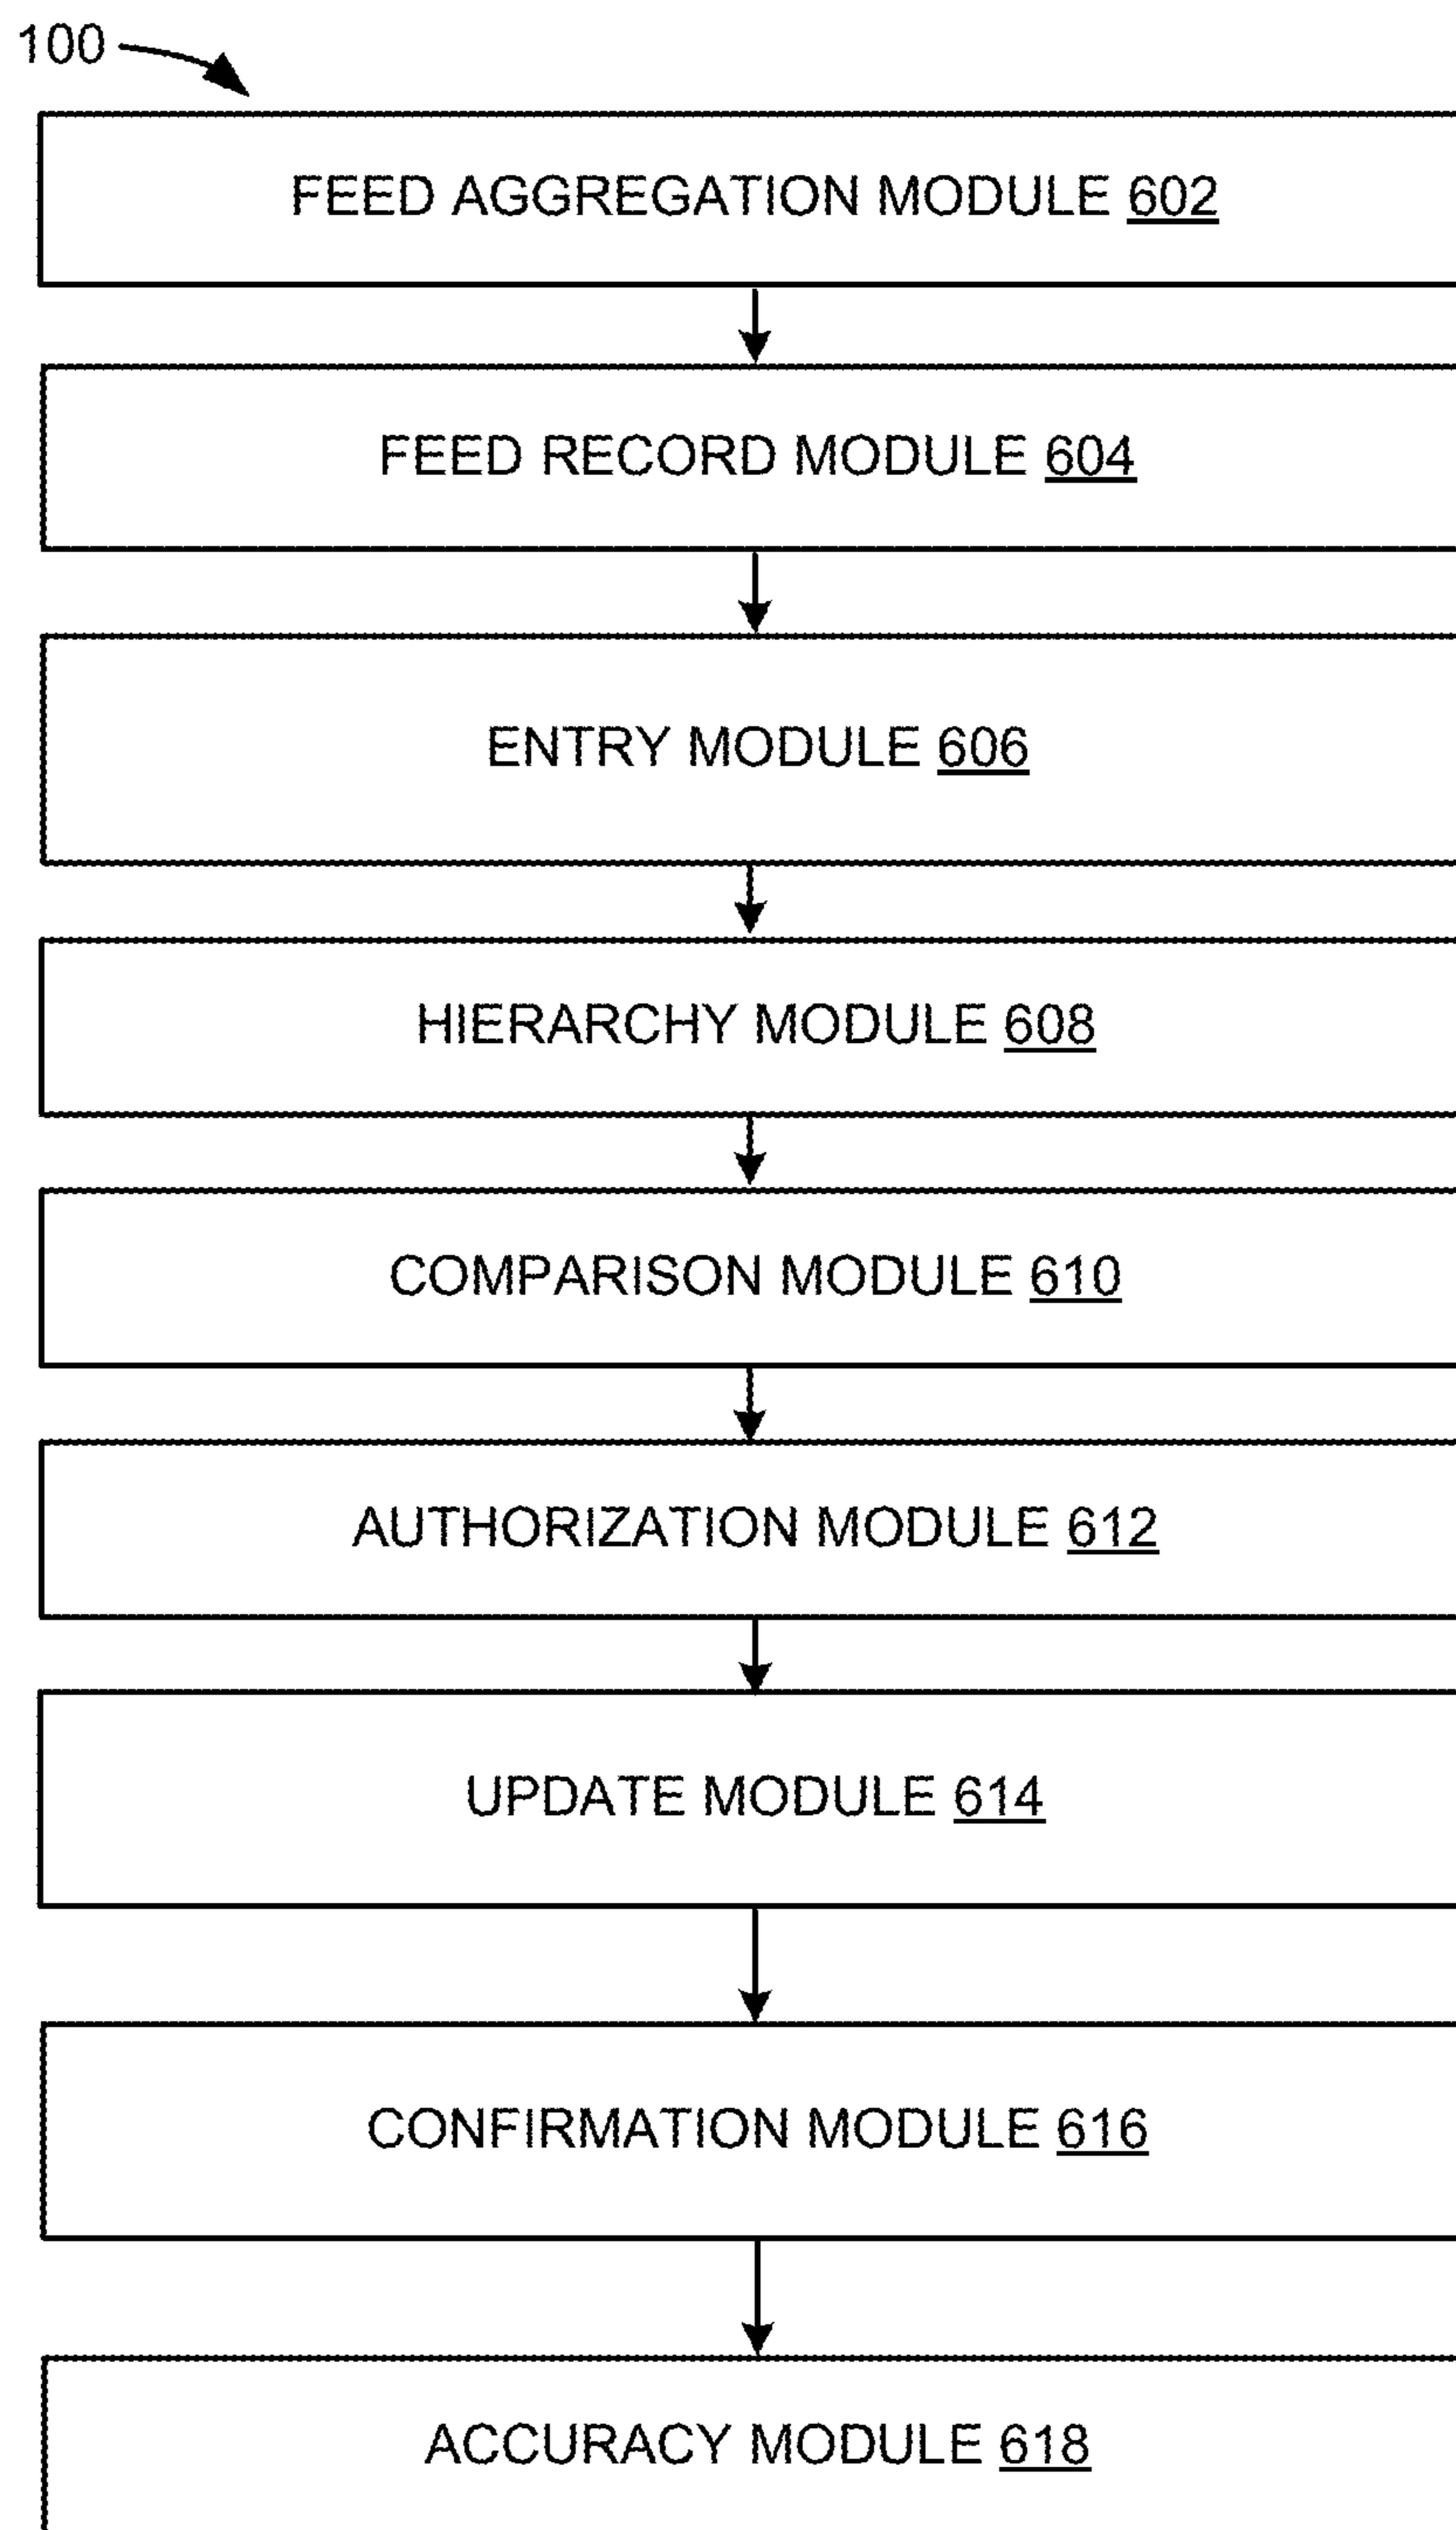 100
FEED AGGREGATION MODULE 602
FEED RECORD MODULE 604
ENTRY MODULE 606
HIERARCHY MODULE 608
COMPARISON MODULE 610
AUTHORIZATION MODULE 612
UPDATE MODULE 614
CONFIRMATION MODULE 616
ACCURACY MODULE 618